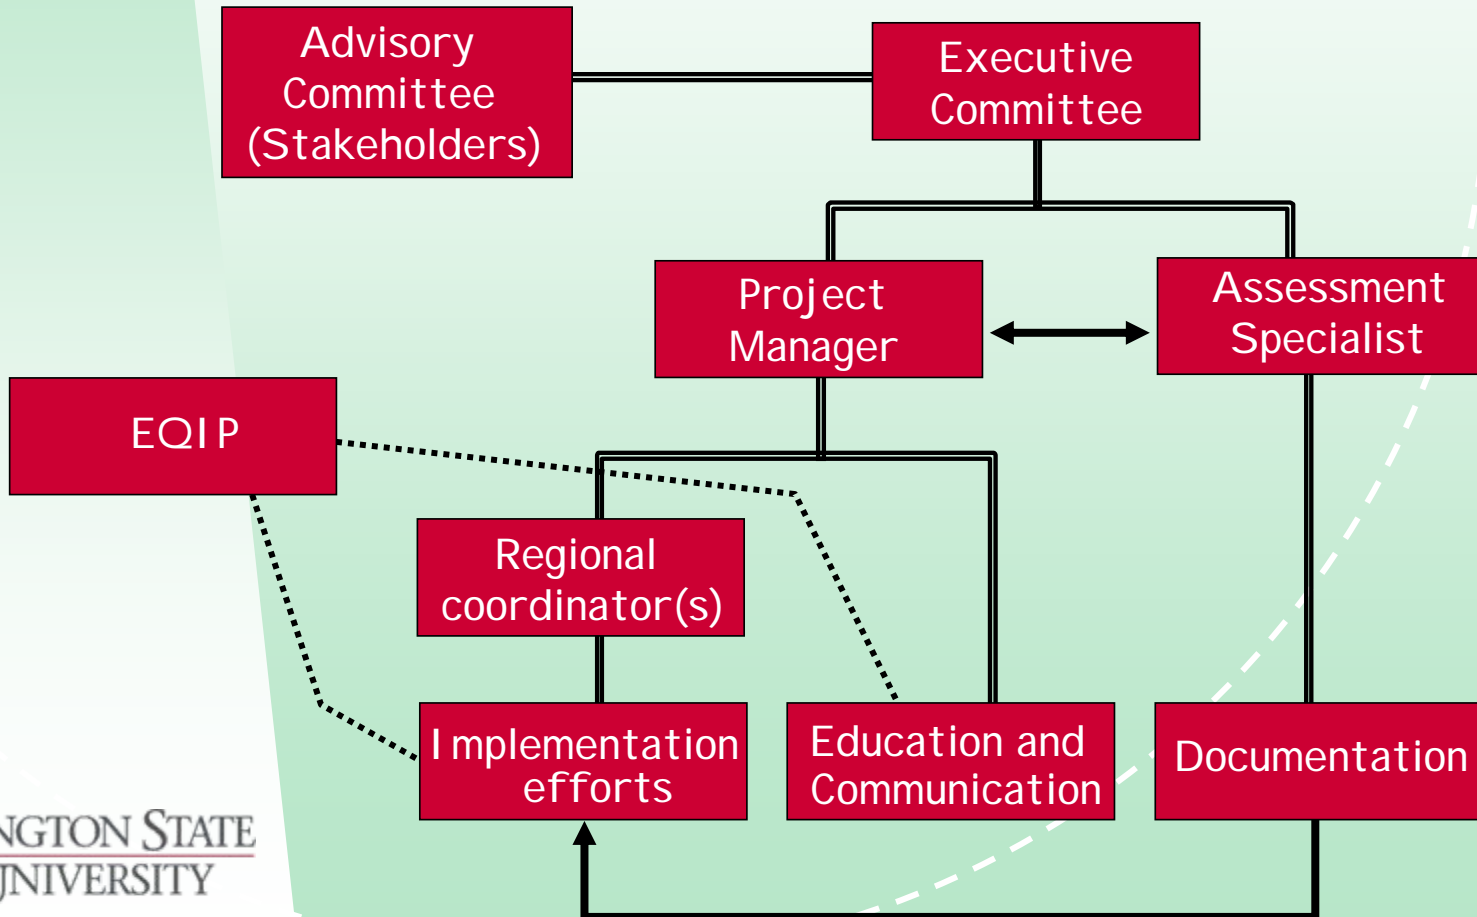 Advisory
Committee
(Stakeholders)
Executive
Committee
Project
Manager
Assessment
Specialist
EQIP
Regional
coordinator(s)
Implementation
efforts
Education and
Communication
Documentation
NGTON STATE
UNIVERSITY